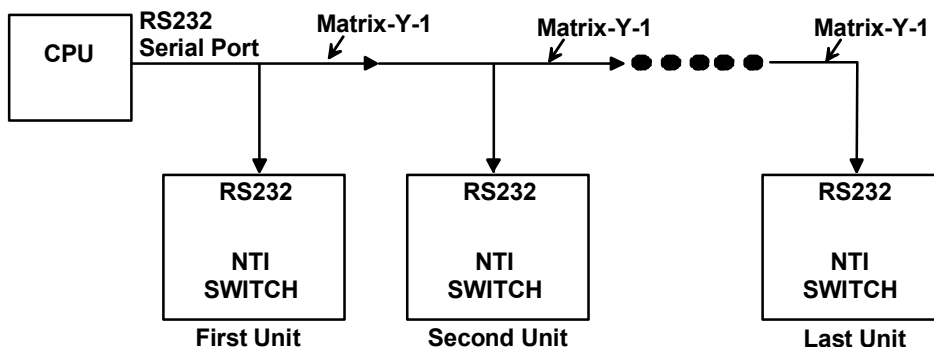 RS232
Serial Port
CPU
Matrix-Y-1
Matrix-Y-1
Matrix-Y-1
RS232
NTI
SWITCH
First Unit
RS232
NTI
SWITCH
Second Unit
RS232
NTI
SWITCH
Last Unit